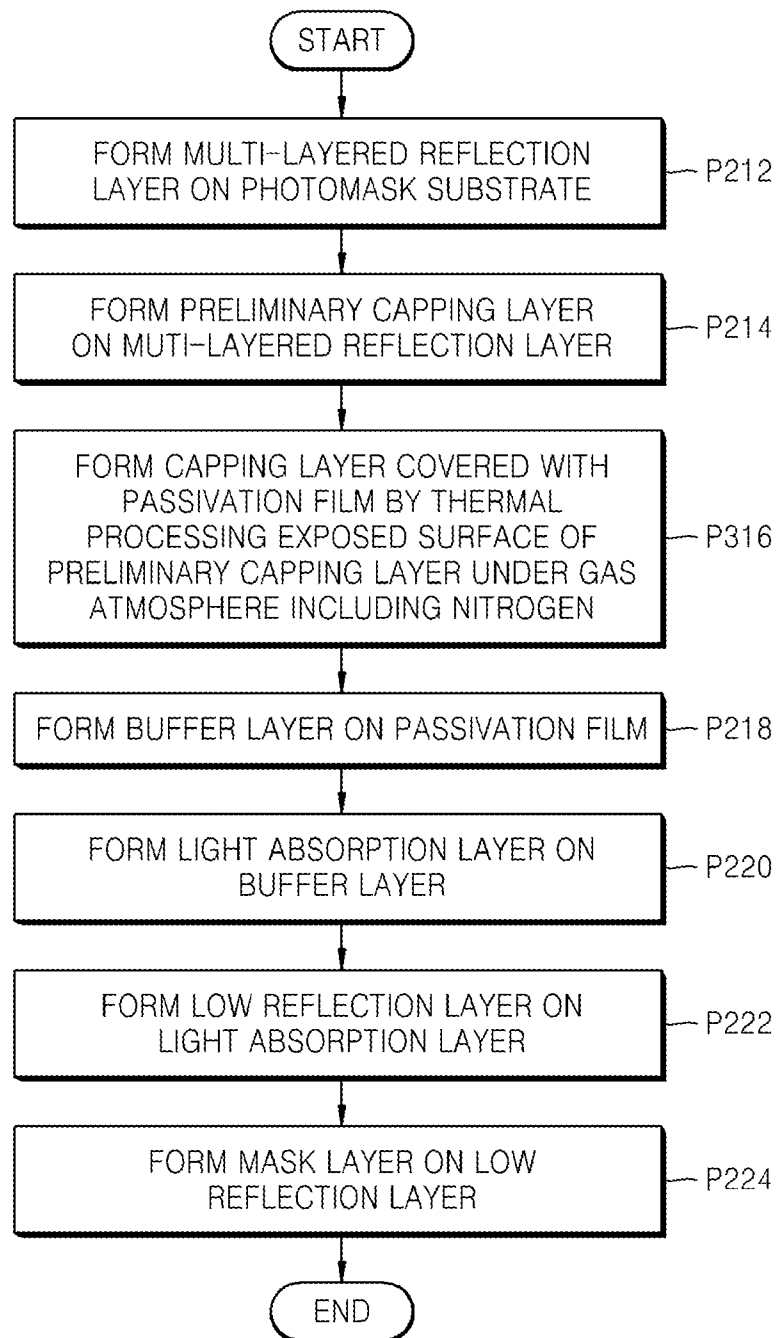 START
FORM MULTI-LAYERED REFLECTION
LAYER ON PHOTOMASK SUBSTRATE
P212
FORM PRELIMINARY CAPPING LAYER
ON MUTI-LAYERED REFLECTION LAYER
P214
FORM CAPPING LAYER COVERED WITH
PASSIVATION FILM BY THERMAL
PROCESSING EXPOSED SURFACE OF
PRELIMINARY CAPPING LAYER UNDER GAS
ATMOSPHERE INCLUDING NITROGEN
P316
FORM BUFFER LAYER ON PASSIVATION FILM
P218
FORM LIGHT ABSORPTION LAYER ON
BUFFER LAYER
P220
FORM LOW REFLECTION LAYER ON
LIGHT ABSORPTION LAYER
P222
FORM MASK LAYER ON LOW
REFLECTION LAYER
P224
END